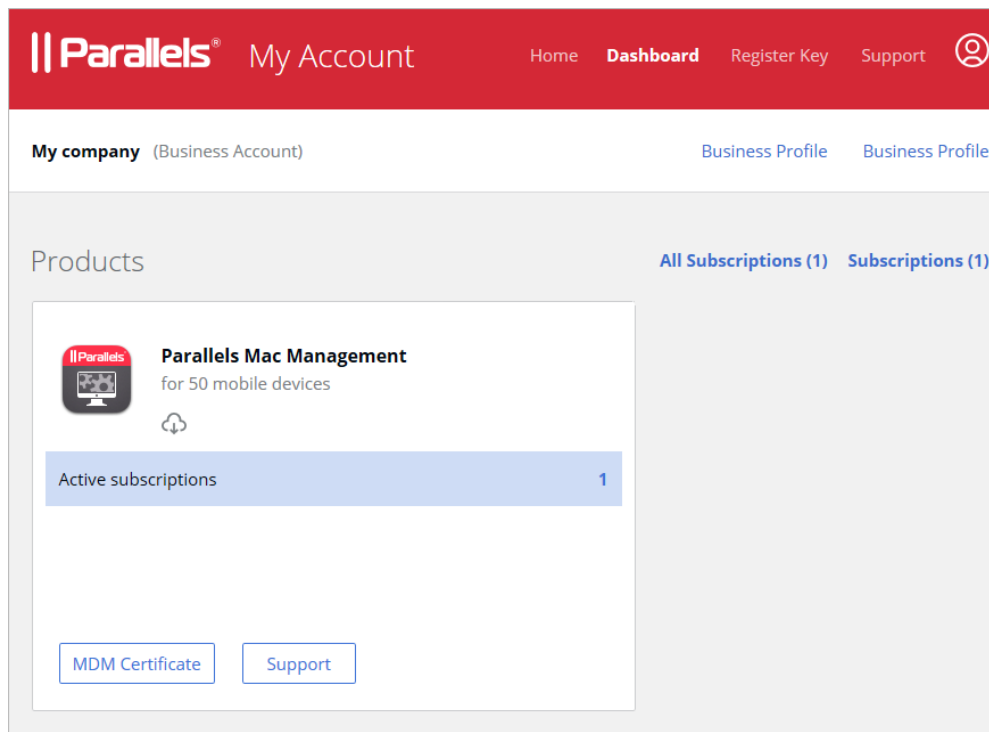 || Parallels® My Account Home Dashboard Register Key Support
My company (Business Account) Business Profile Business Profile
Products All Subscriptions (1) Subscriptions (1)
|| Parallels®
Parallels Mac Management
for 50 mobile devices
Active subscriptions 1
MDM Certificate Support